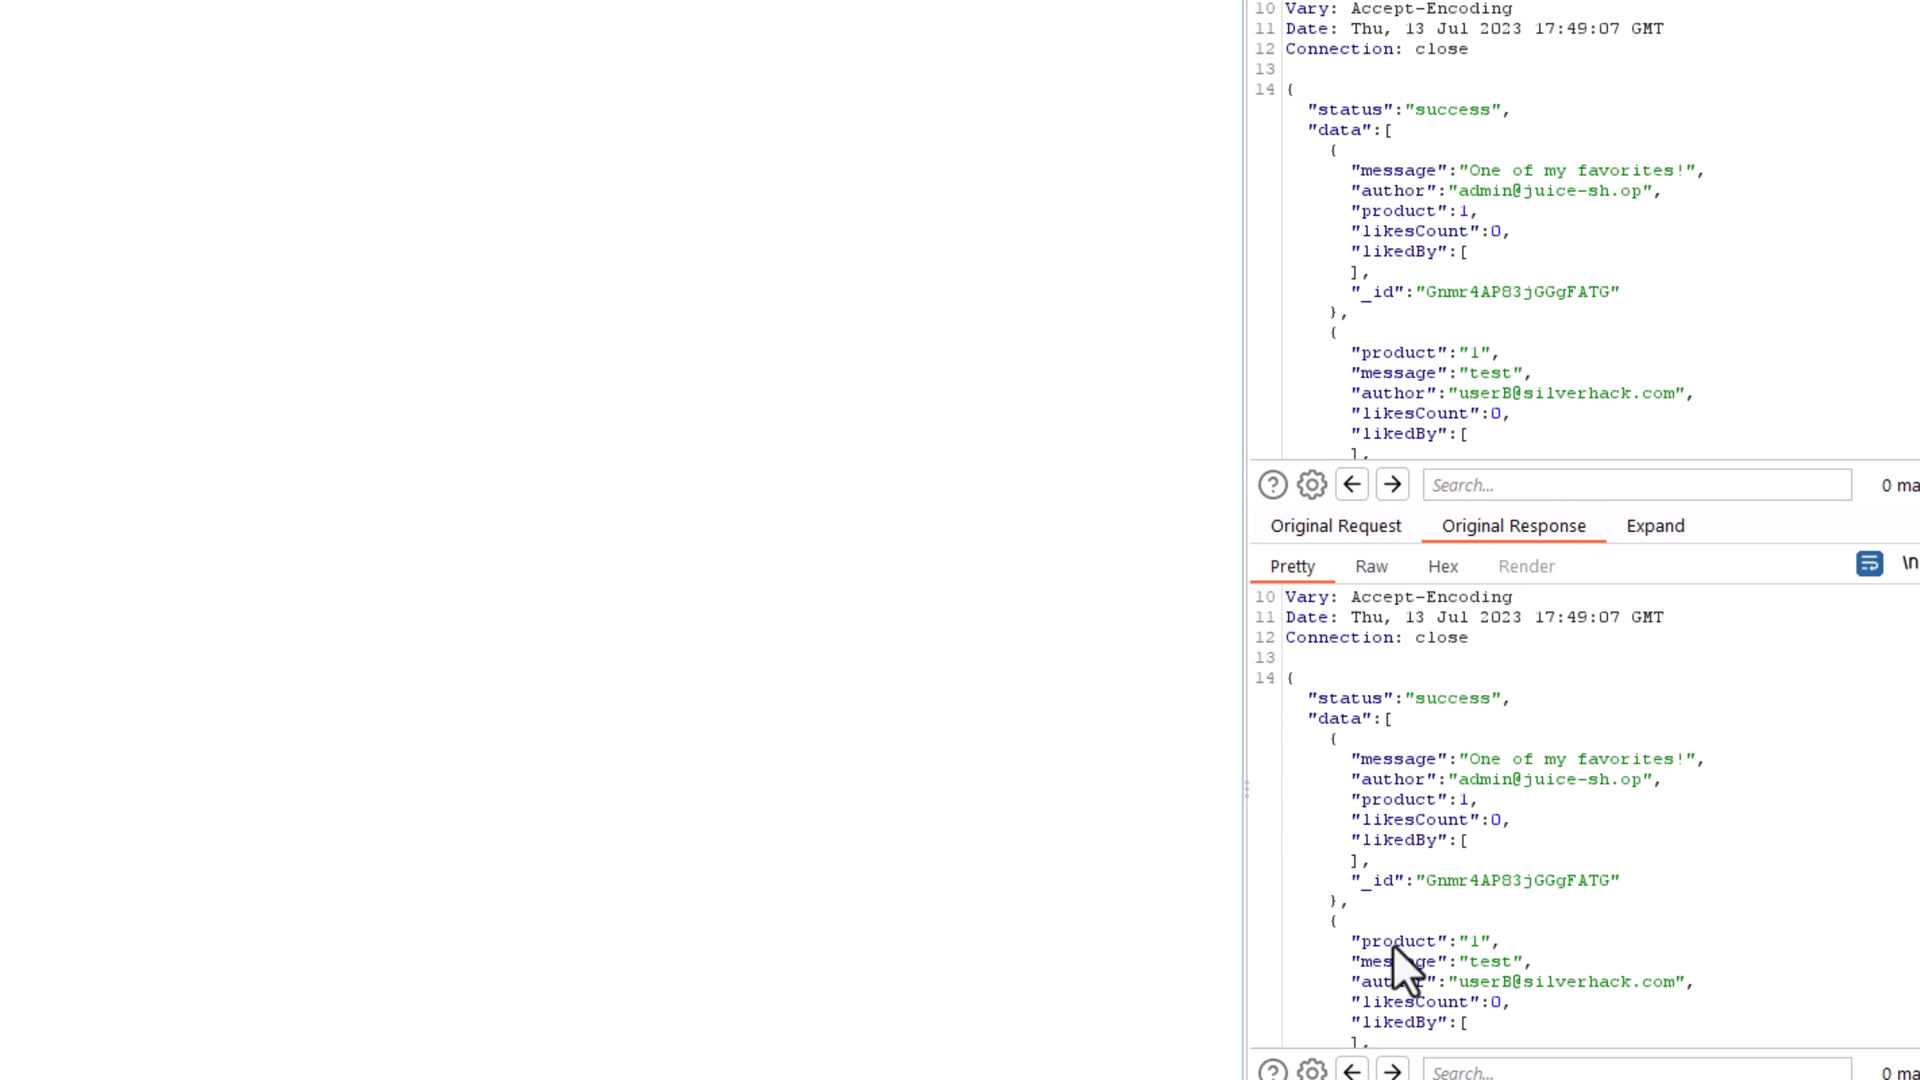 10 Vary: Accept-Encoding
11 Date: Thu, 13 Jul 2023 17:49:07 GMT
12 Connection: close
13
14 {
"status":"success",
"data":[
{
"message":"One of my favorites!",
"author":"admin@juice-sh.op",
"product":1,
"likesCount":0,
"likedBy":[
],
"_id":"Gnmr4AP83jGGgFATG"
},
{
"product":"1",
"message":"test",
"author":"userB@silverhack.com",
"likesCount":0,
"likedBy":[
],
Search... 0 ma
Original Request Original Response Expand
Pretty Raw Hex Render \n
10 Vary: Accept-Encoding
11 Date: Thu, 13 Jul 2023 17:49:07 GMT
12 Connection: close
13
14 {
"status":"success",
"data":[
{
"message":"One of my favorites!",
"author":"admin@juice-sh.op",
"product":1,
"likesCount":0,
"likedBy":[
],
"_id":"Gnmr4AP83jGGgFATG"
},
{
"product":"1",
"message":"test",
"author":"userB@silverhack.com",
"likesCount":0,
"likedBy":[
],
Search... 0 ma